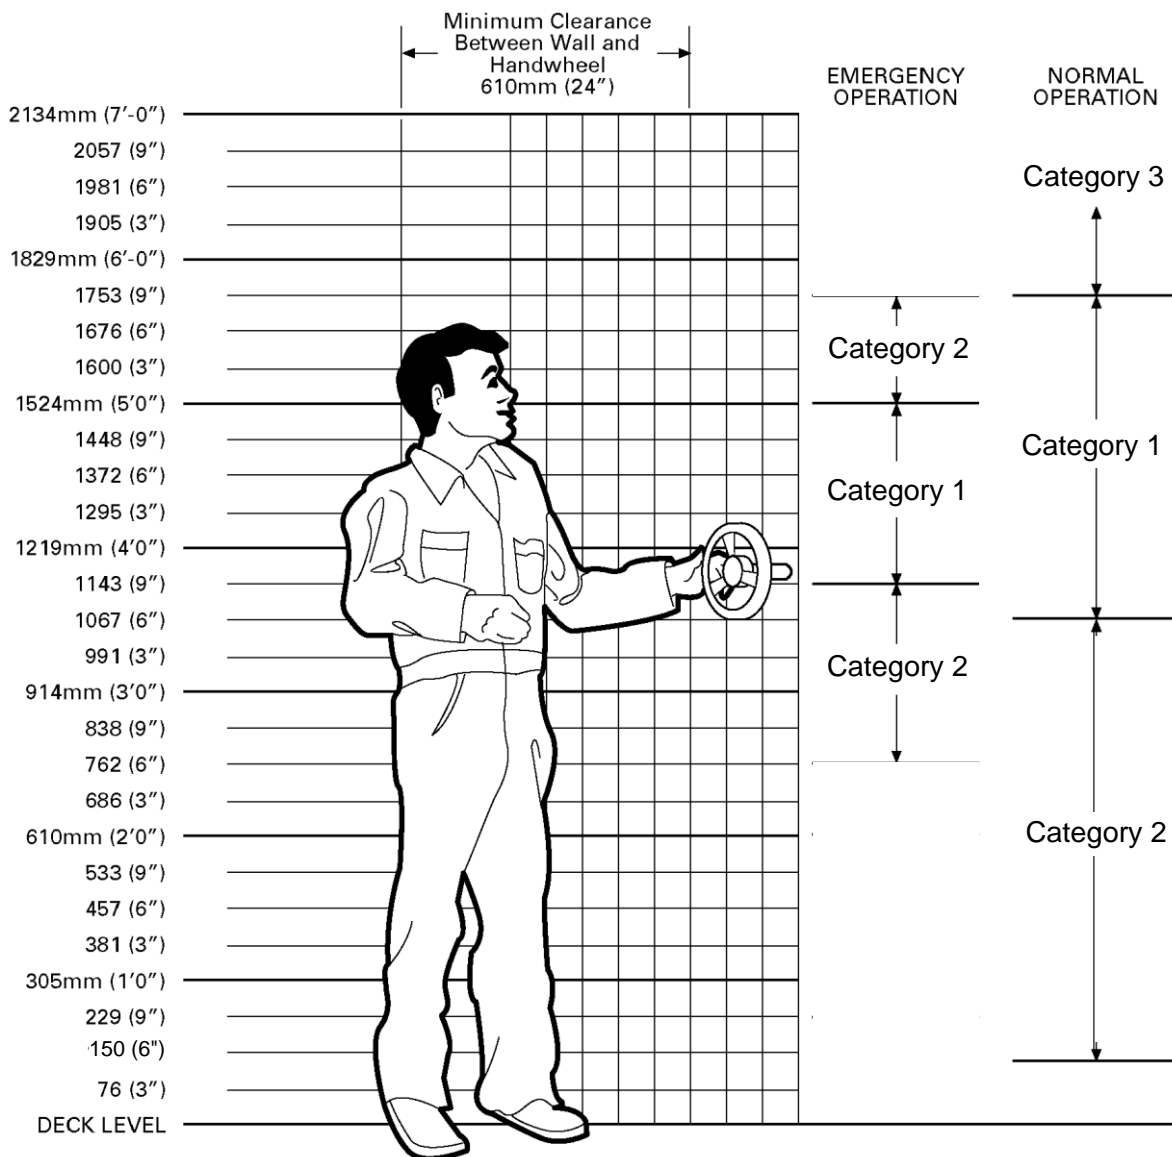 Minimum Clearance
Between Wall and
Handwheel
610mm (24″)
EMERGENCY
OPERATION
NORMAL
OPERATION
2134mm (7′-0″)
2057 (9″)
1981 (6″)
1905 (3″)
1829mm (6′-0″)
1753 (9″)
1676 (6″)
1600 (3″)
1524mm (5′0″)
1448 (9″)
1372 (6″)
1295 (3″)
1219mm (4′0″)
1143 (9″)
1067 (6″)
991 (3″)
914mm (3′0″)
838 (9″)
762 (6″)
686 (3″)
610mm (2′0″)
533 (9″)
457 (6″)
381 (3″)
305mm (1′0″)
229 (9″)
150 (6")
76 (3″)
DECK LEVEL
Category 2
Category 1
Category 2
Category 3
Category 1
Category 2